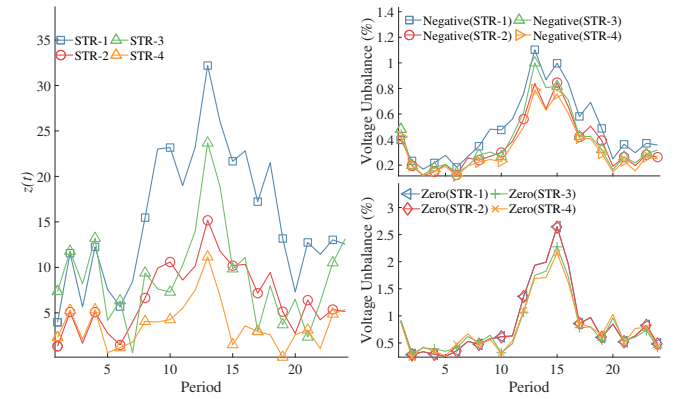 35
30
25
20
15
10
5
z(t)
STR-1 STR-3
STR-2 STR-4
5 10 15 20
Period
1.4
1.2
1
0.8
0.6
0.4
0.2
Voltage Unbalance (%)
Negative(STR-1) Negative(STR-3)
Negative(STR-2) Negative(STR-4)
3
2.5
2
1.5
1
0.5
Voltage Unbalance (%)
Zero(STR-1) Zero(STR-3)
Zero(STR-2) Zero(STR-4)
5 10 15 20
Period